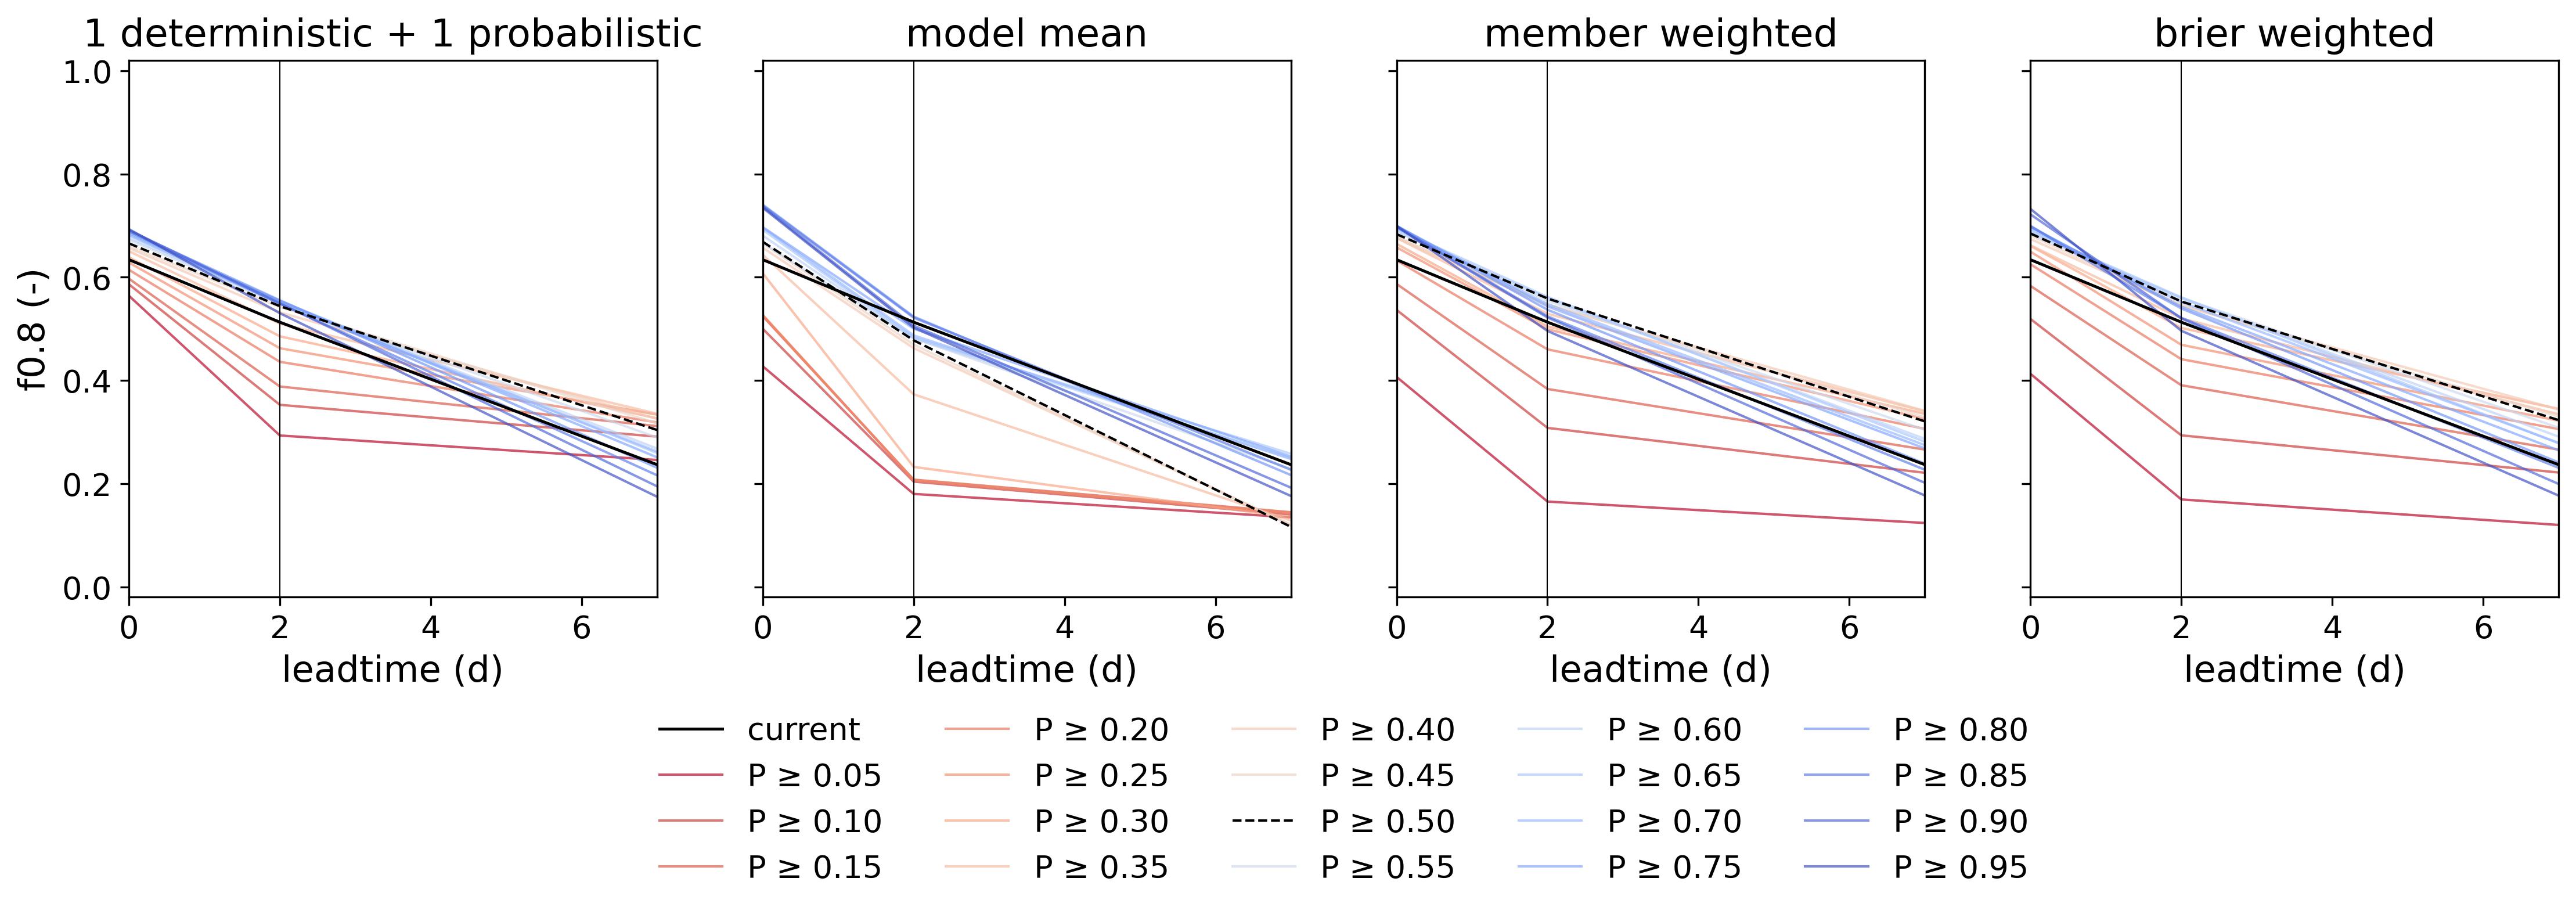 1 deterministic + 1 probabilistic
model mean
member weighted
brier weighted
f0.8 (-)
1.0
0.8
0.6
0.4
0.2
0.0
0 2 4 6
0 2 4 6
0 2 4 6
0 2 4 6
leadtime (d)
leadtime (d)
leadtime (d)
leadtime (d)
current
P ≥ 0.05
P ≥ 0.10
P ≥ 0.15
P ≥ 0.20
P ≥ 0.25
P ≥ 0.30
P ≥ 0.35
P ≥ 0.40
P ≥ 0.45
P ≥ 0.50
P ≥ 0.55
P ≥ 0.60
P ≥ 0.65
P ≥ 0.70
P ≥ 0.75
P ≥ 0.80
P ≥ 0.85
P ≥ 0.90
P ≥ 0.95